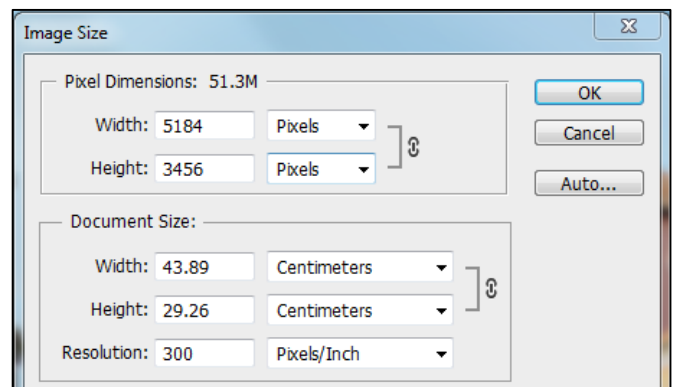 Image Size
Pixel Dimensions: 51.3M
Width: 5184 Pixels
Height: 3456 Pixels
OK
Cancel
Auto...
Document Size:
Width: 43.89 Centimeters
Height: 29.26 Centimeters
Resolution: 300 Pixels/Inch